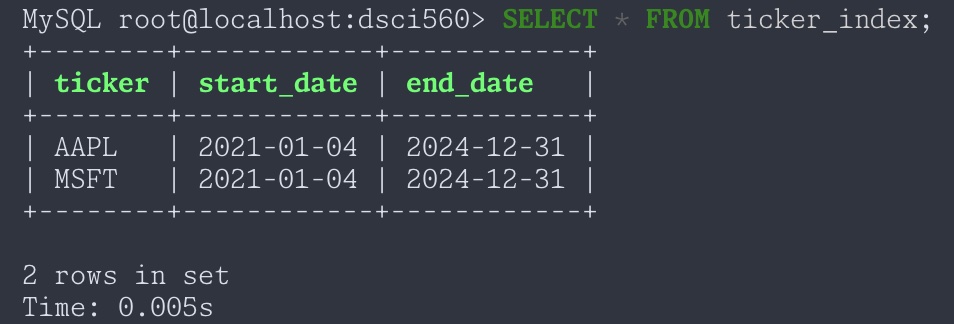 MySQL root@localhost:dsci560> SELECT * FROM ticker_index;
+--------+------------+------------+
| ticker | start_date | end_date   |
+--------+------------+------------+
| AAPL   | 2021-01-04 | 2024-12-31 |
| MSFT   | 2021-01-04 | 2024-12-31 |
+--------+------------+------------+

2 rows in set
Time: 0.005s